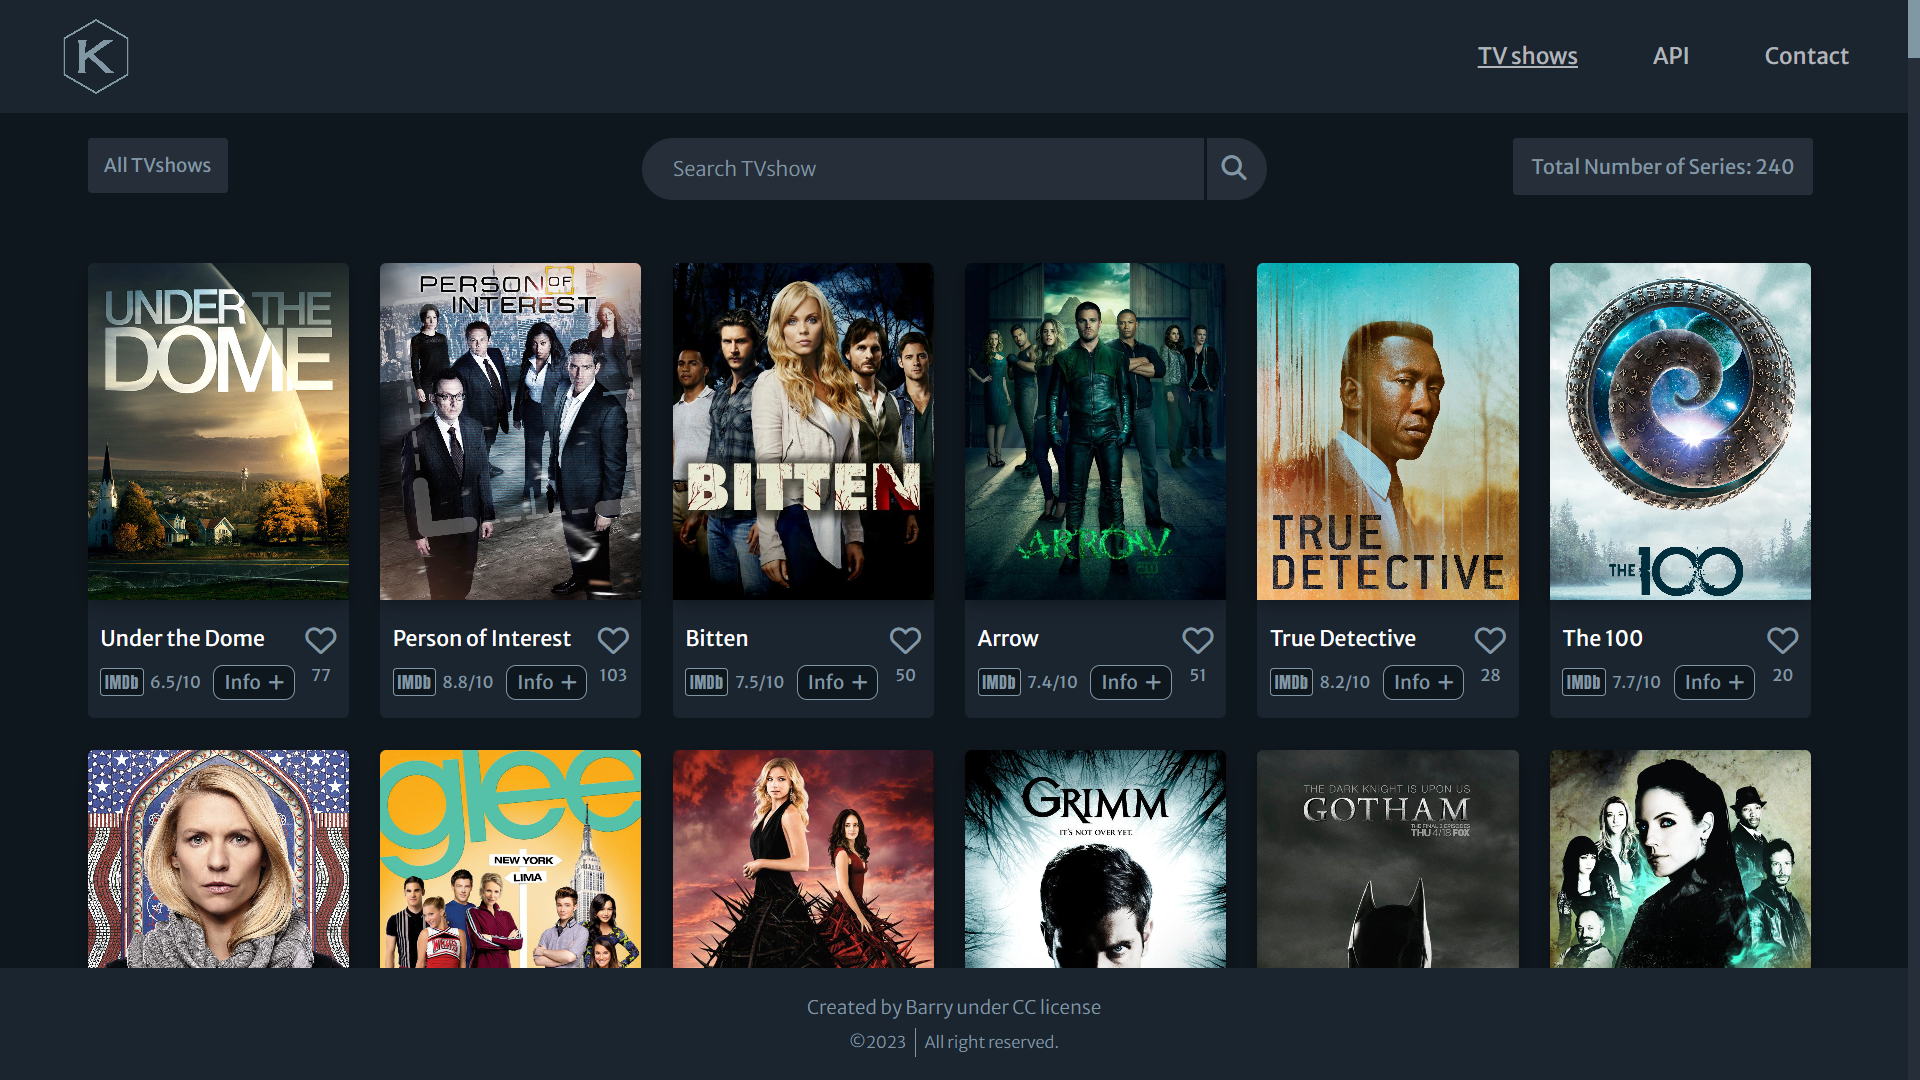 K
TV shows
API
Contact
All TVshows
Search TVshow
Total Number of Series: 240
UNDER THE
DOME
PERSON OF
INTEREST
BITTEN
ARROW
TRUE
DETECTIVE
THE 100
Under the Dome
77
IMDb 6.5/10 Info +
Person of Interest
103
IMDb 8.8/10 Info +
Bitten
50
IMDb 7.5/10 Info +
Arrow
51
IMDb 7.4/10 Info +
True Detective
28
IMDb 8.2/10 Info +
The 100
20
IMDb 7.7/10 Info +
glee
NEW YORK
LIMA
GRIMM
IT'S NOT OVER YET.
THE DARK KNIGHT IS UPON US
GOTHAM
THE FINAL 2 EPISODES
THU 4/18 FOX
Created by Barry under CC license
©2023 All right reserved.